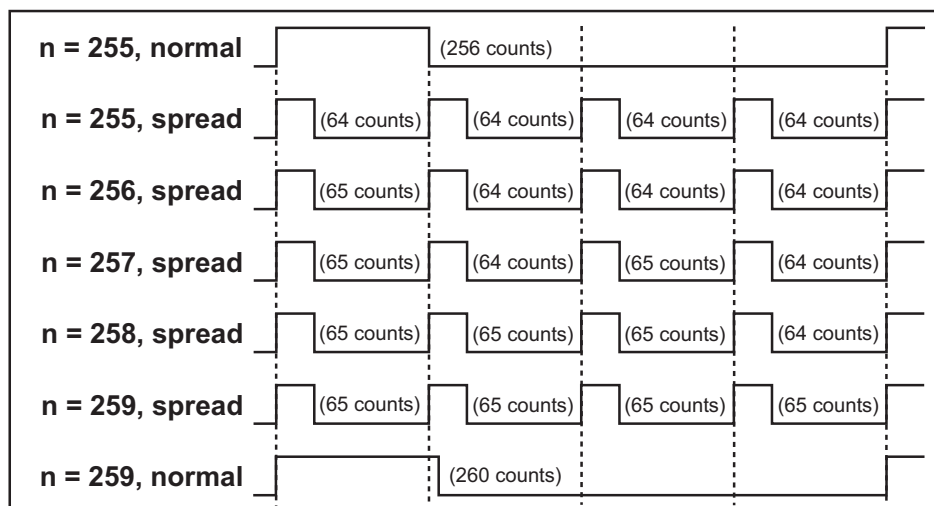 n = 255, normal (256 counts)
n = 255, spread (64 counts) (64 counts) (64 counts) (64 counts)
n = 256, spread (65 counts) (64 counts) (64 counts) (64 counts)
n = 257, spread (65 counts) (64 counts) (65 counts) (64 counts)
n = 258, spread (65 counts) (65 counts) (65 counts) (64 counts)
n = 259, spread (65 counts) (65 counts) (65 counts) (65 counts)
n = 259, normal (260 counts)